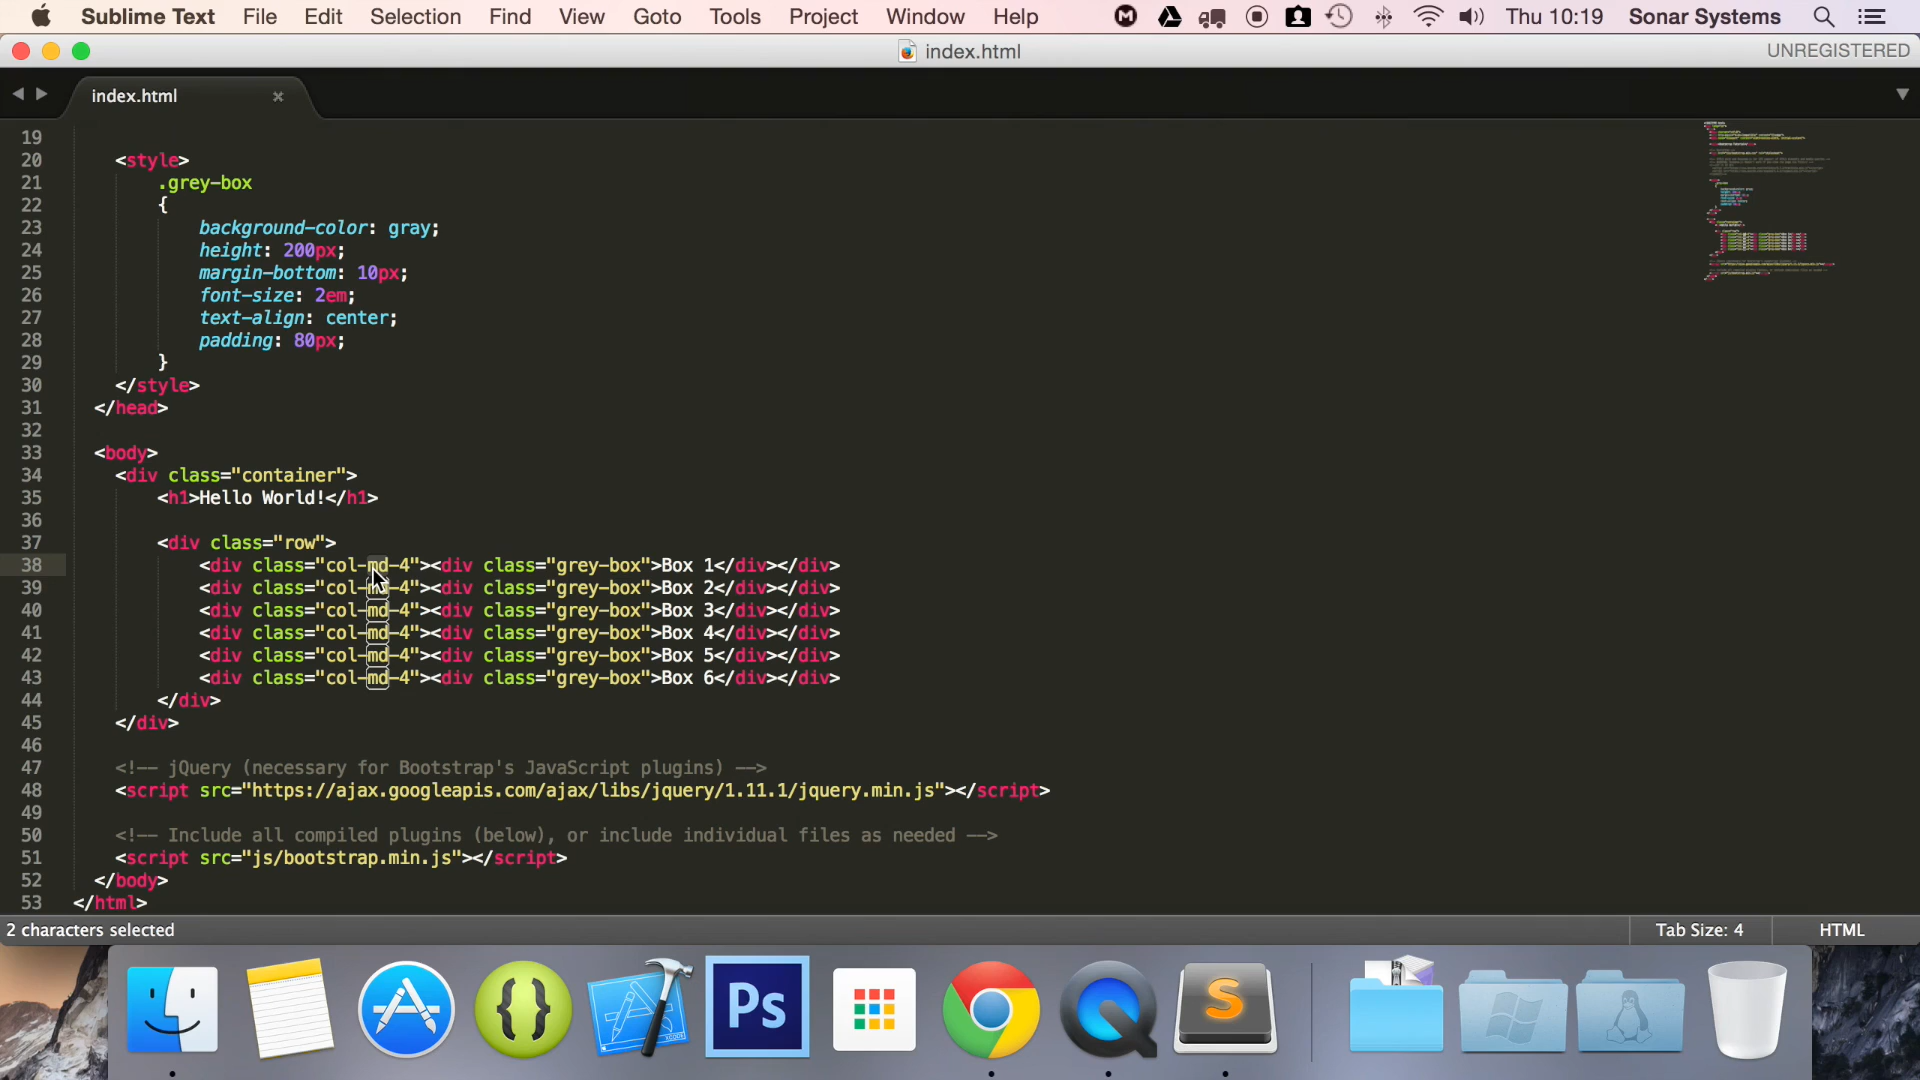 Sublime Text File Edit Selection Find View Goto Tools Project Window Help Thu 10:19 Sonar Systems
index.html UNREGISTERED
index.html
19
20 <style>
21 .grey-box
22 {
23 background-color: gray;
24 height: 200px;
25 margin-bottom: 10px;
26 font-size: 2em;
27 text-align: center;
28 padding: 80px;
29 }
30 </style>
31 </head>
32
33 <body>
34 <div class="container">
35 <h1>Hello World!</h1>
36
37 <div class="row">
38 <div class="col-md-4"><div class="grey-box">Box 1</div></div>
39 <div class="col-md-4"><div class="grey-box">Box 2</div></div>
40 <div class="col-md-4"><div class="grey-box">Box 3</div></div>
41 <div class="col-md-4"><div class="grey-box">Box 4</div></div>
42 <div class="col-md-4"><div class="grey-box">Box 5</div></div>
43 <div class="col-md-4"><div class="grey-box">Box 6</div></div>
44 </div>
45 </div>
46
47 <!-- jQuery (necessary for Bootstrap's JavaScript plugins) -->
48 <script src="https://ajax.googleapis.com/ajax/libs/jquery/1.11.1/jquery.min.js"></script>
49
50 <!-- Include all compiled plugins (below), or include individual files as needed -->
51 <script src="js/bootstrap.min.js"></script>
52 </body>
53 </html>
2 characters selected Tab Size: 4 HTML
{} Ps Q S